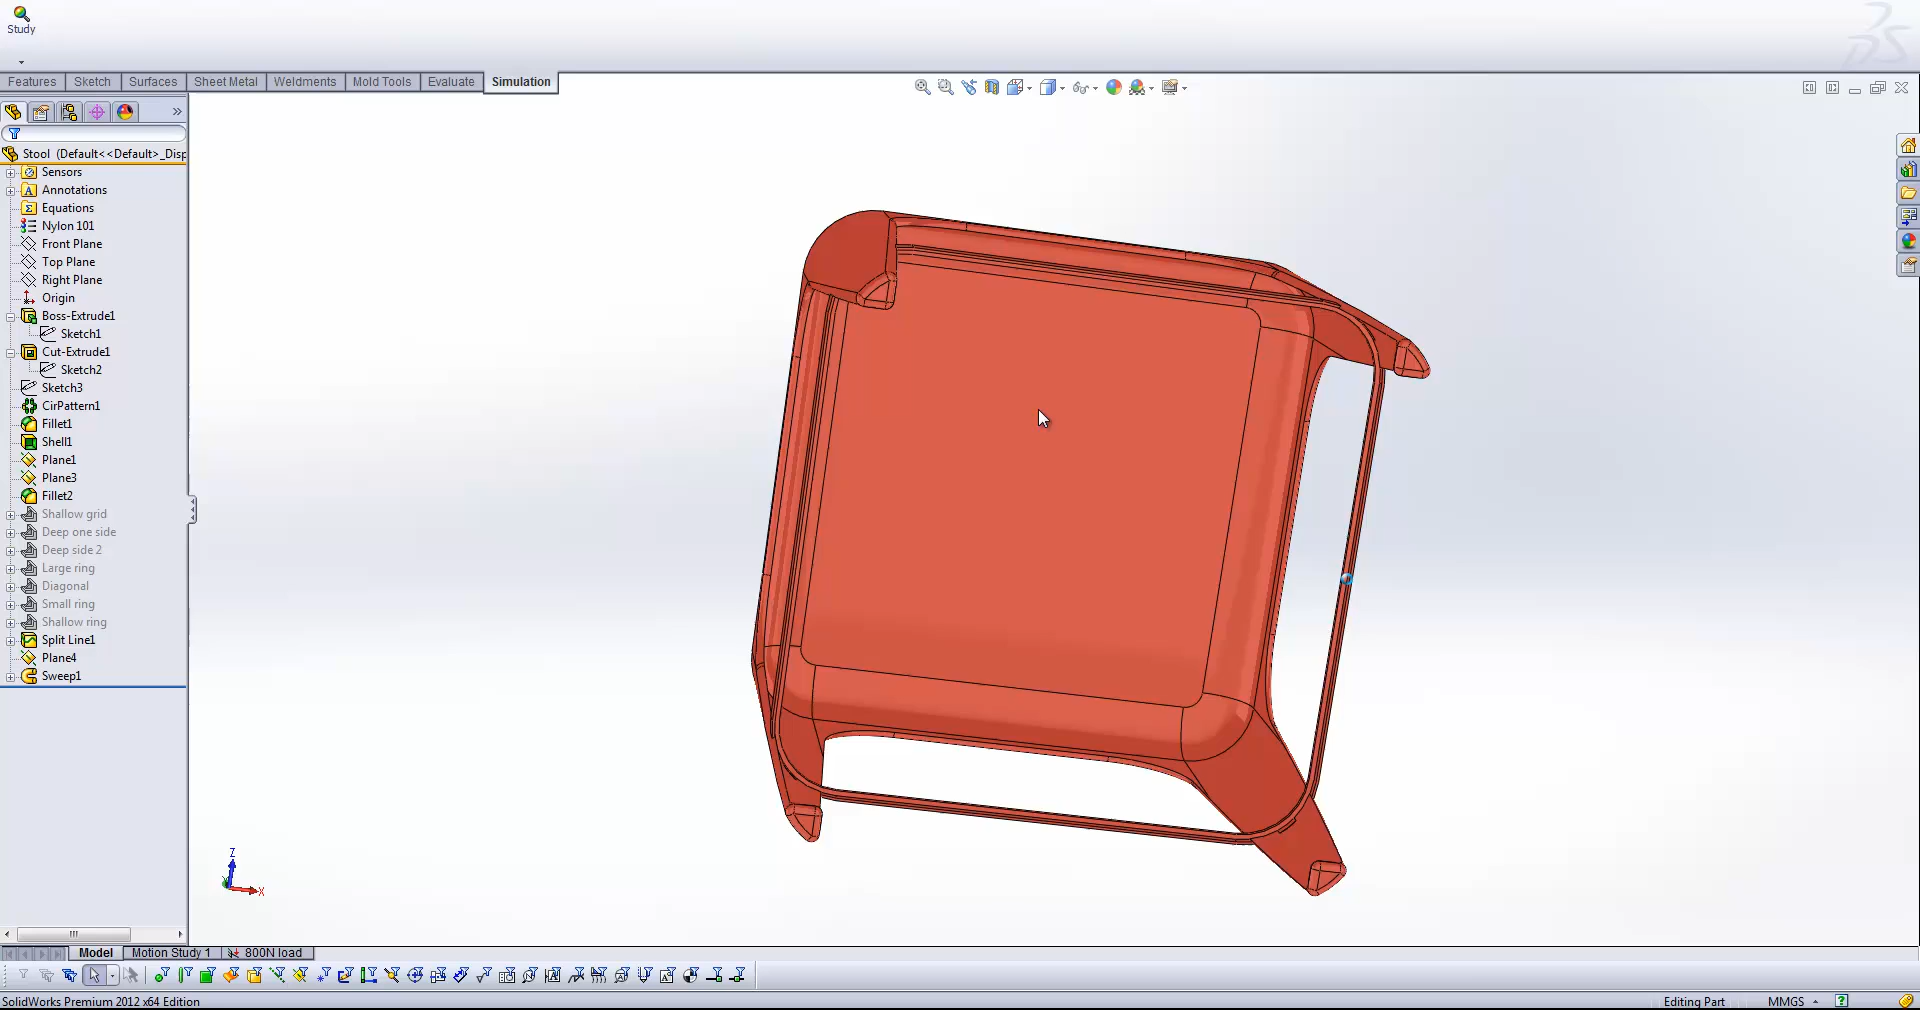 Study
Features
Sketch
Surfaces
Sheet Metal
Weldments
Mold Tools
Evaluate
Simulation
Stool (Default<<Default>_Disp
Sensors
Annotations
Equations
Nylon 101
Front Plane
Top Plane
Right Plane
Origin
Boss-Extrude1
Sketch1
Cut-Extrude1
Sketch2
Sketch3
CirPattern1
Fillet1
Shell1
Plane1
Plane3
Fillet2
Shallow grid
Deep one side
Deep side 2
Large ring
Diagonal
Small ring
Shallow ring
Split Line1
Plane4
Sweep1
Z
Y
X
Model
Motion Study 1
800N load
SolidWorks Premium 2012 x64 Edition
Editing Part
MMGS